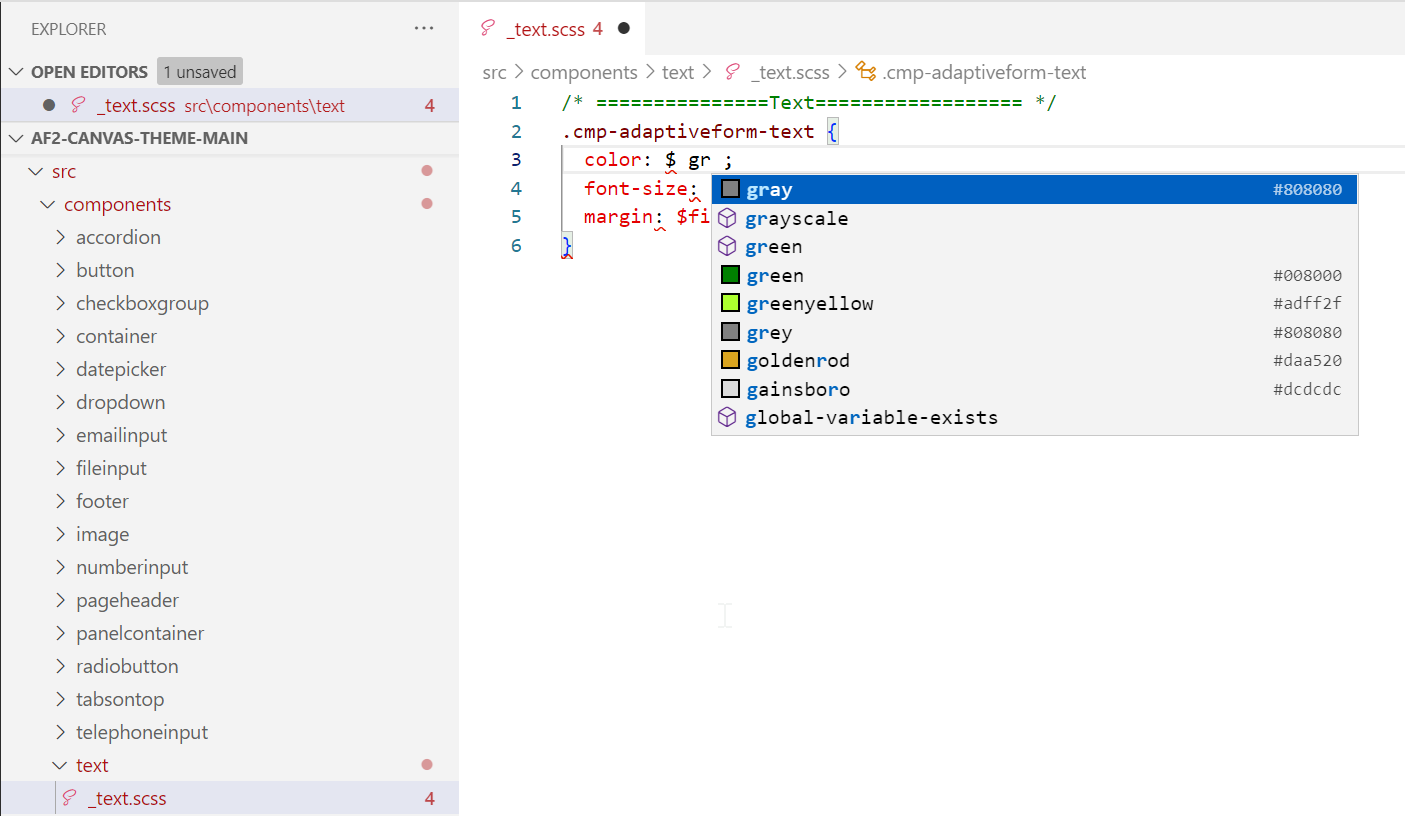 EXPLORER ...
OPEN EDITORS 1 unsaved
_text.scss src\components\text 4
AF2-CANVAS-THEME-MAIN
src
components
accordion
button
checkboxgroup
container
datepicker
dropdown
emailinput
fileinput
footer
image
numberinput
pageheader
panelcontainer
radiobutton
tabsontop
telephoneinput
text
_text.scss 4
_text.scss 4
src > components > text > _text.scss > .cmp-adaptiveform-text
1 /* ===============Text================== */
2 .cmp-adaptiveform-text {
3 color: $ gr ;
4 font-size:
5 margin: $fi
6 }
gray #808080
grayscale
green
green #008000
greenyellow #adff2f
grey #808080
goldenrod #daa520
gainsboro #dcdcdc
global-variable-exists